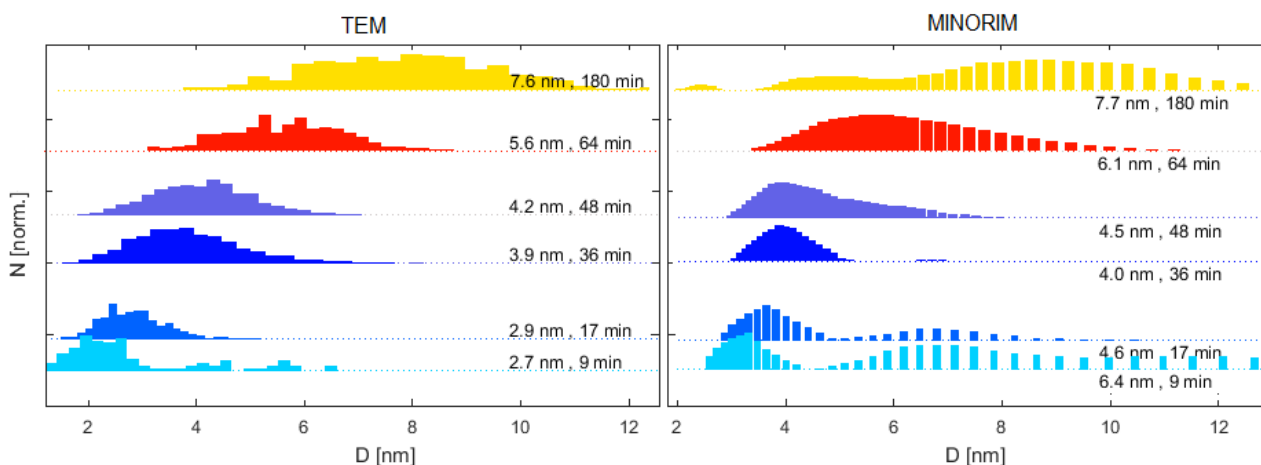 TEM
MINORIM
N [norm.]
7.6 nm , 180 min
5.6 nm , 64 min
4.2 nm , 48 min
3.9 nm , 36 min
2.9 nm , 17 min
2.7 nm , 9 min
2 4 6 8 10 12
D [nm]
7.7 nm , 180 min
6.1 nm , 64 min
4.5 nm , 48 min
4.0 nm , 36 min
4.6 nm , 17 min
6.4 nm , 9 min
2 4 6 8 10 12
D [nm]